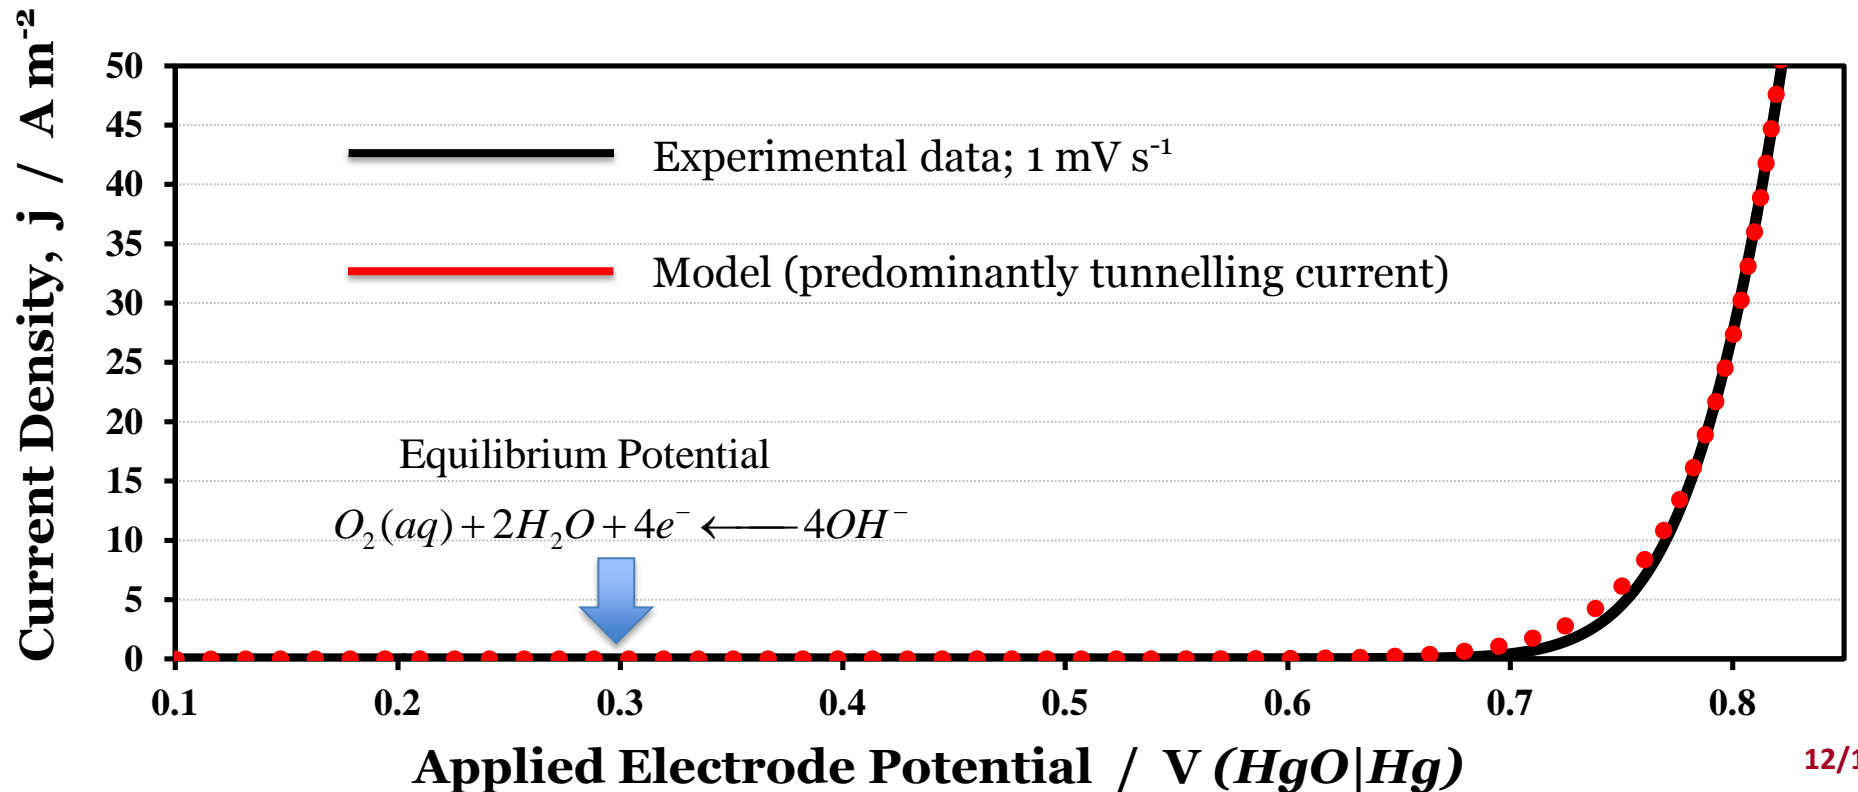 Current Density, j / A m⁻²
50
45
40
35
30
25
20
15
10
5
0
Experimental data; 1 mV s⁻¹
Model (predominantly tunnelling current)
Equilibrium Potential
O₂(aq) + 2H₂O + 4e⁻ ←—— 4OH⁻
0.1 0.2 0.3 0.4 0.5 0.6 0.7 0.8
Applied Electrode Potential / V (HgO|Hg)
12/1